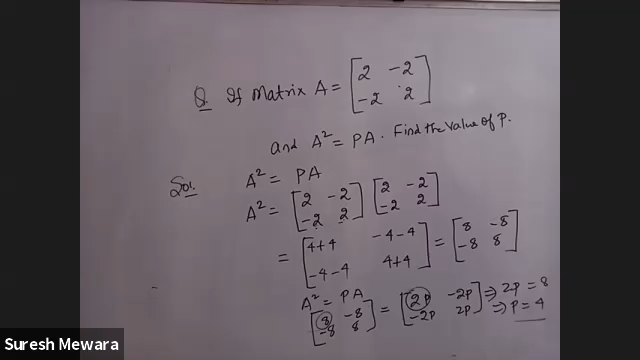 Q. If Matrix A = [2 -2
-2 2]
and A² = PA. Find the value of P.
Sol. A² = PA
A² = [2 -2 [2 -2
-2 2] -2 2]
= [4+4 -4-4 = [8 -8
-4-4 4+4] -8 8]
A² = PA
[8 -8 = [2P -2P ⇒ 2P = 8
-8 8] -2P 2P] ⇒ P = 4
Suresh Mewara